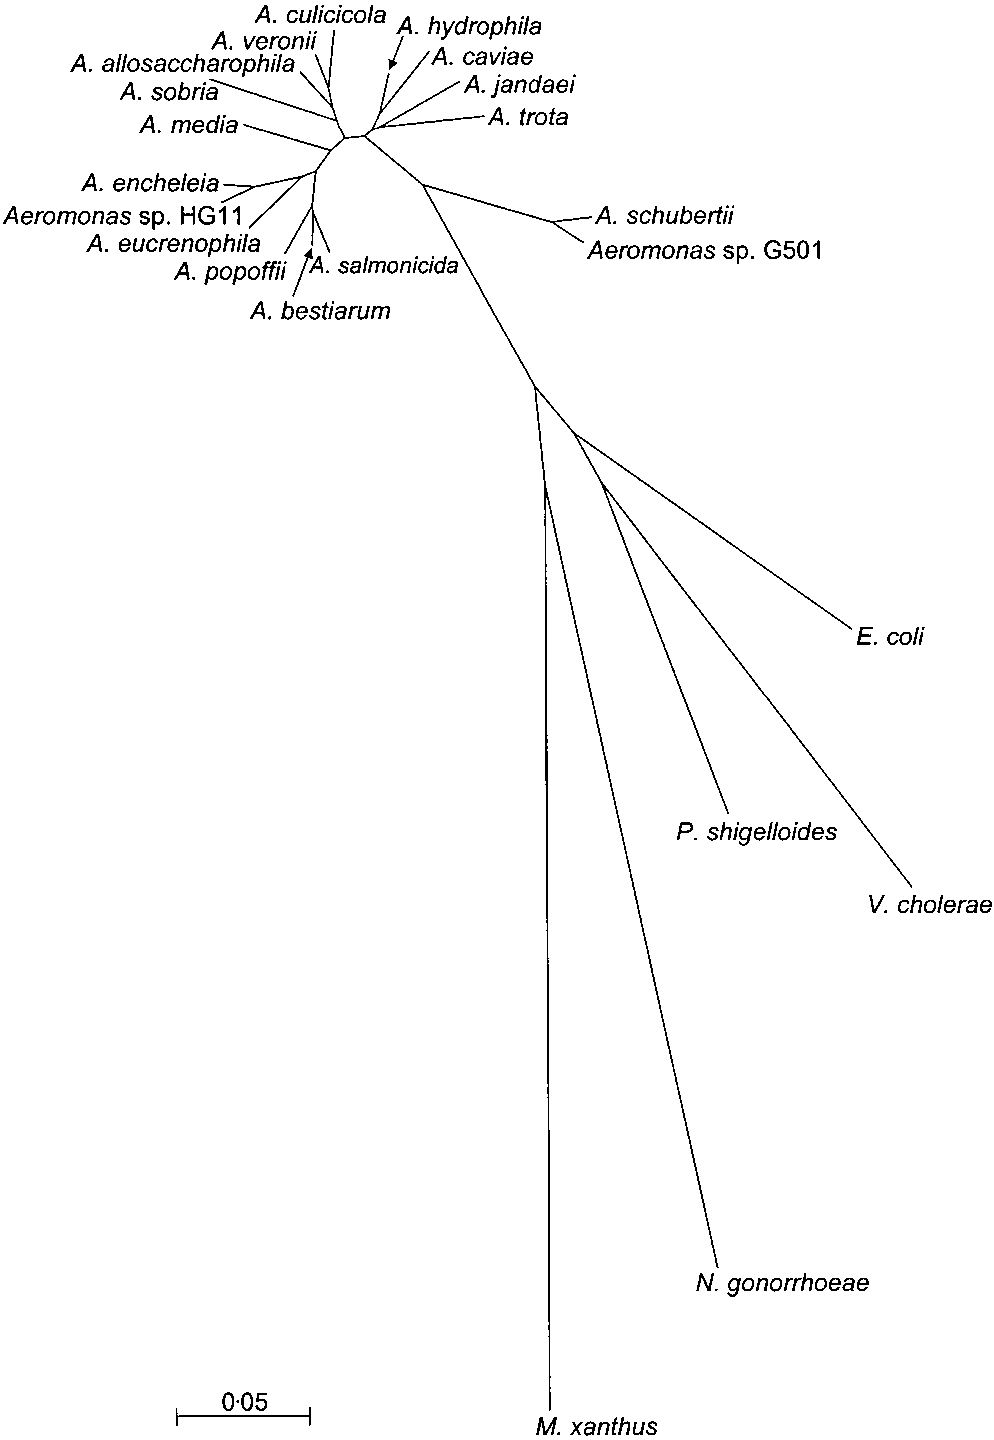 A. culicicola
A. hydrophila
A. veronii
A. caviae
A. allosaccharophila
A. jandaei
A. sobria
A. trota
A. media
A. encheleia
Aeromonas sp. HG11
A. schubertii
A. eucrenophila
Aeromonas sp. G501
A. popoffii
A. salmonicida
A. bestiarum
E. coli
P. shigelloides
V. cholerae
N. gonorrhoeae
0·05
M. xanthus